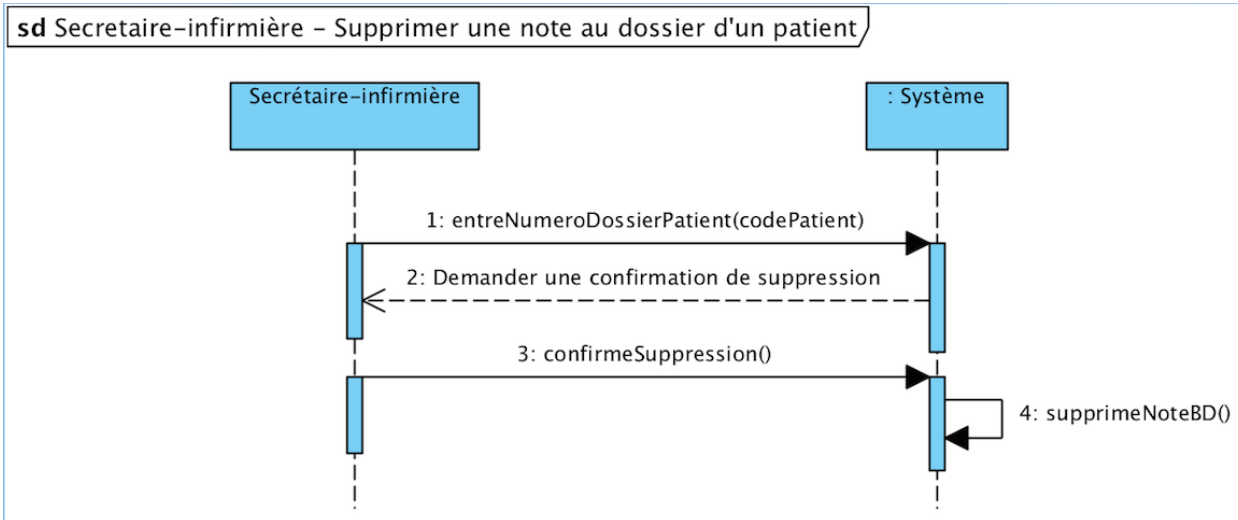 sd Secretaire-infirmière - Supprimer une note au dossier d'un patient
Secrétaire-infirmière
: Système
1: entreNumeroDossierPatient(codePatient)
2: Demander une confirmation de suppression
3: confirmeSuppression()
4: supprimeNoteBD()